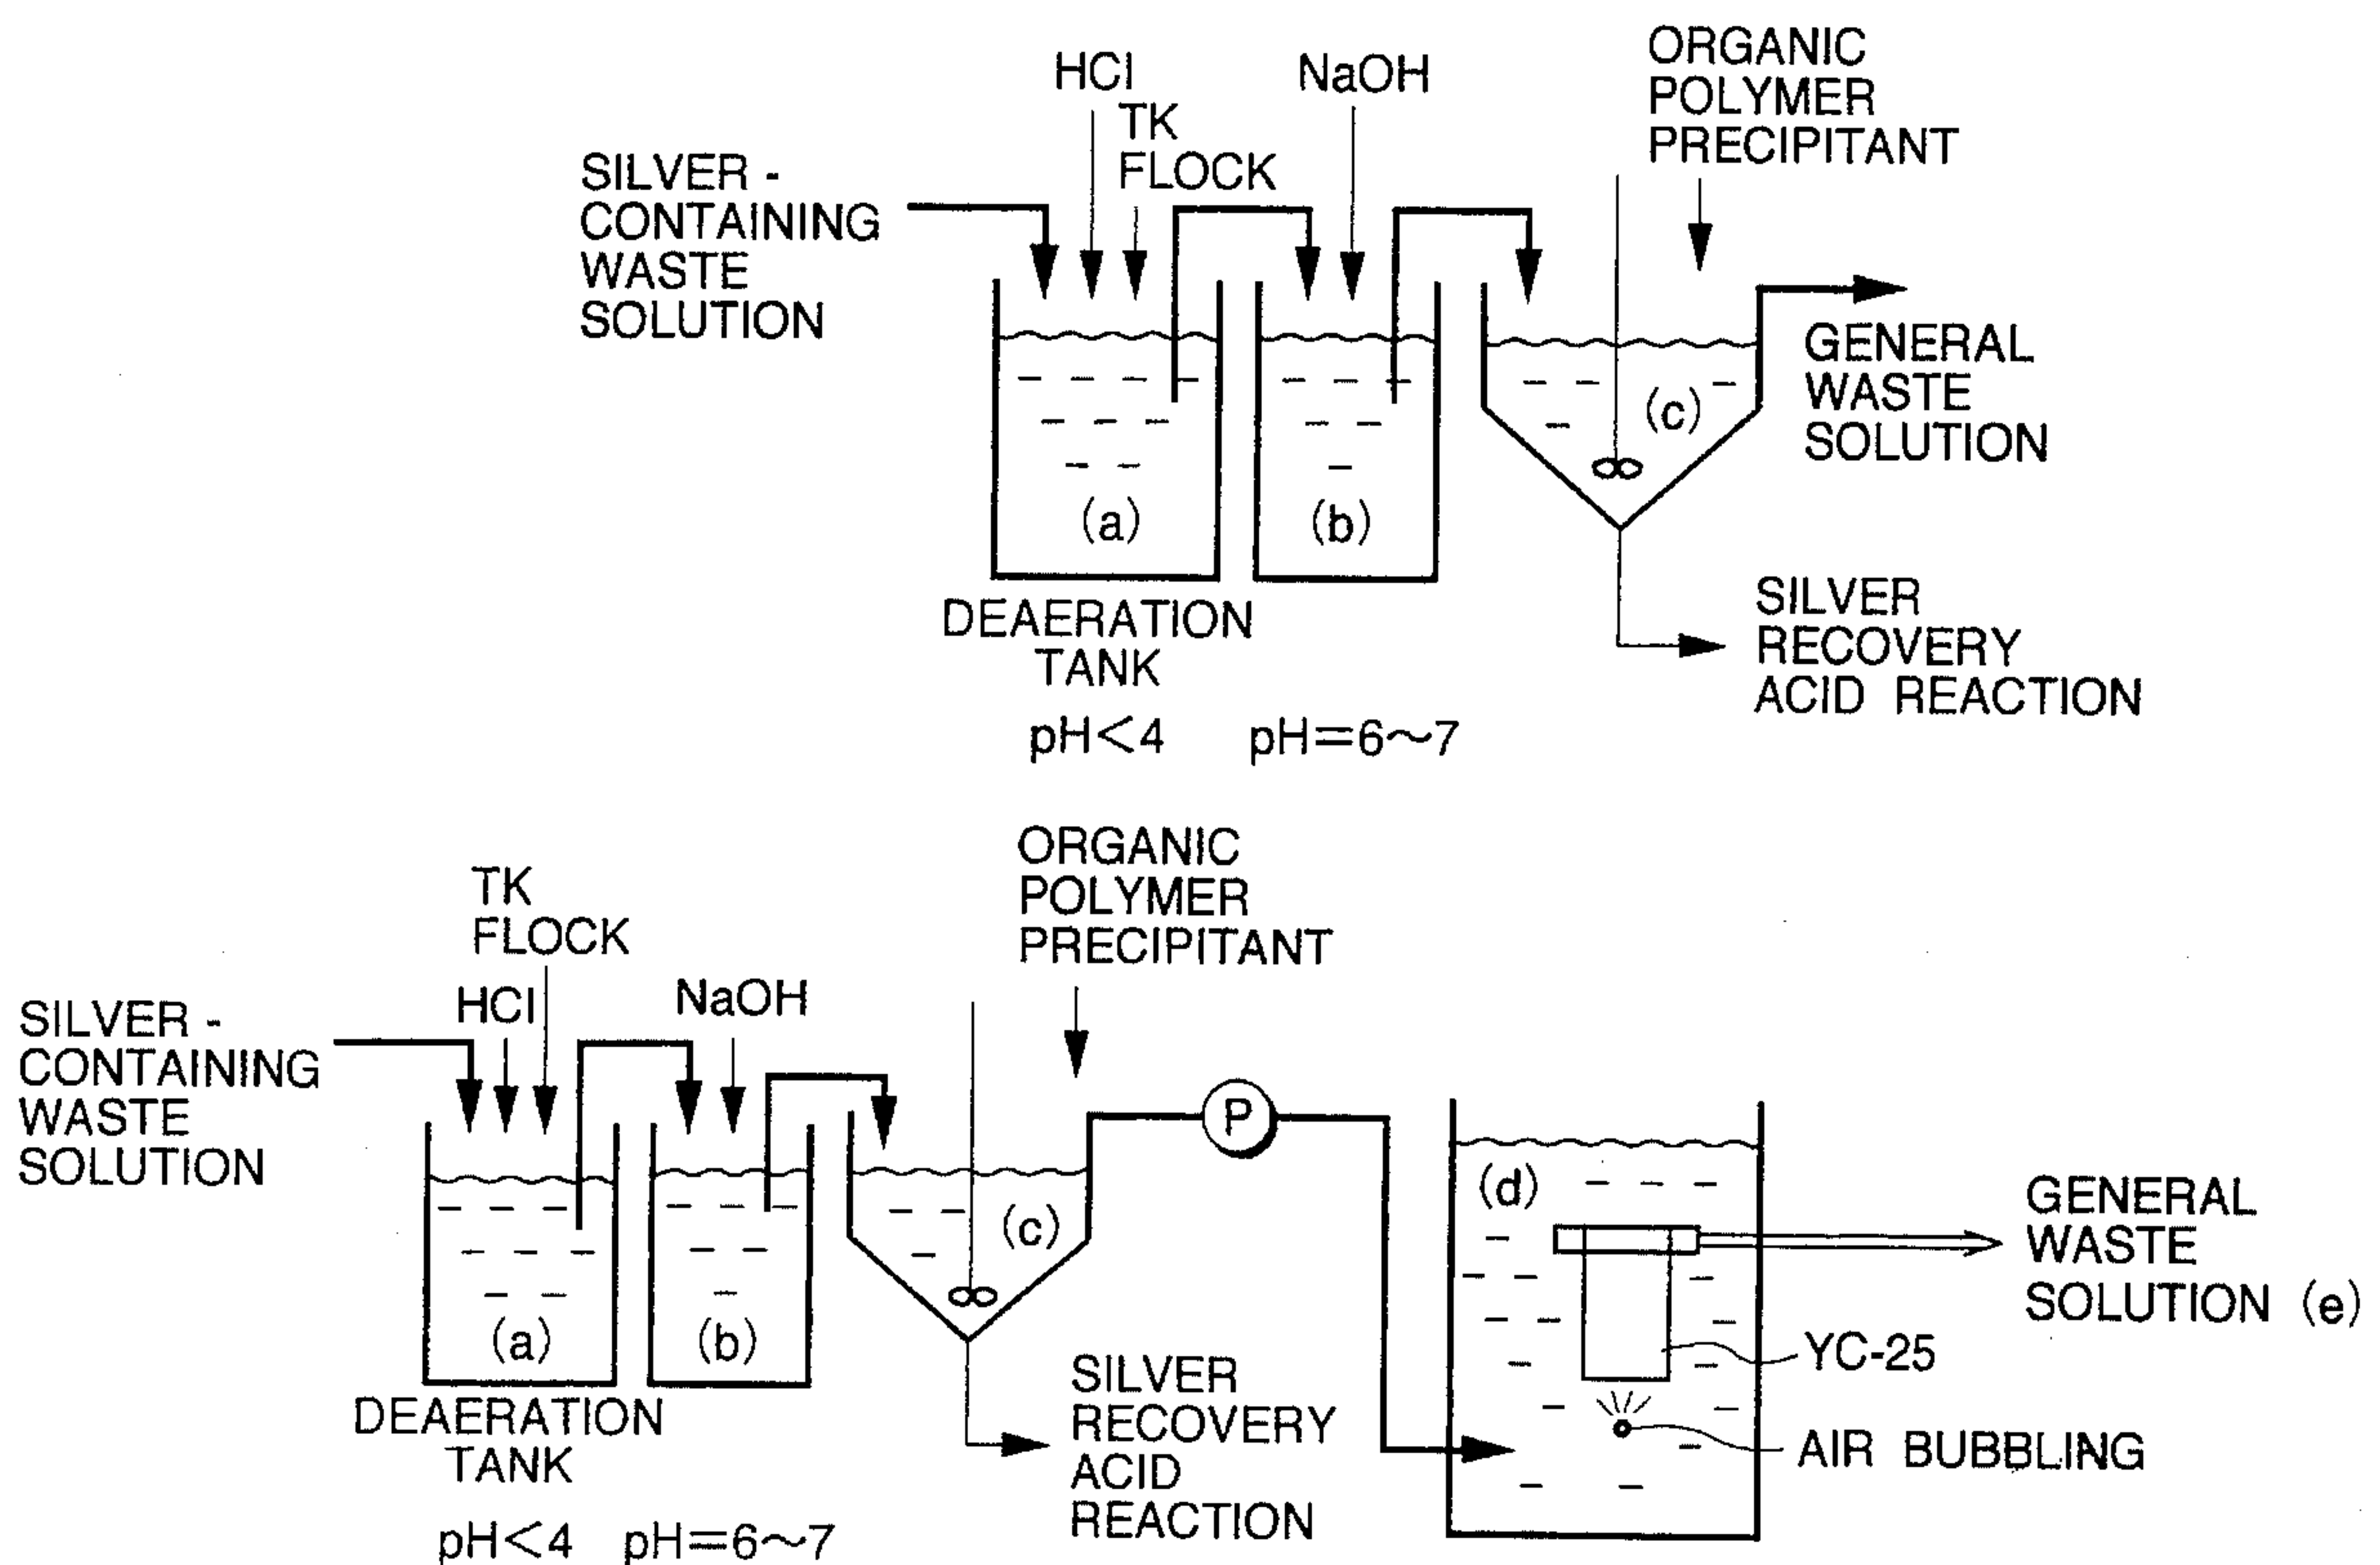 HCl
TK
FLOCK
NaOH
ORGANIC
POLYMER
PRECIPITANT
SILVER -
CONTAINING
WASTE
SOLUTION
GENERAL
WASTE
SOLUTION
(a)
(b)
(c)
DEAERATION
TANK
pH<4
pH=6~7
SILVER
RECOVERY
ACID REACTION
TK
FLOCK
HCl
NaOH
ORGANIC
POLYMER
PRECIPITANT
SILVER -
CONTAINING
WASTE
SOLUTION
P
(a)
(b)
(c)
(d)
GENERAL
WASTE
SOLUTION (e)
YC-25
AIR BUBBLING
DEAERATION
TANK
pH<4
pH=6~7
SILVER
RECOVERY
ACID
REACTION